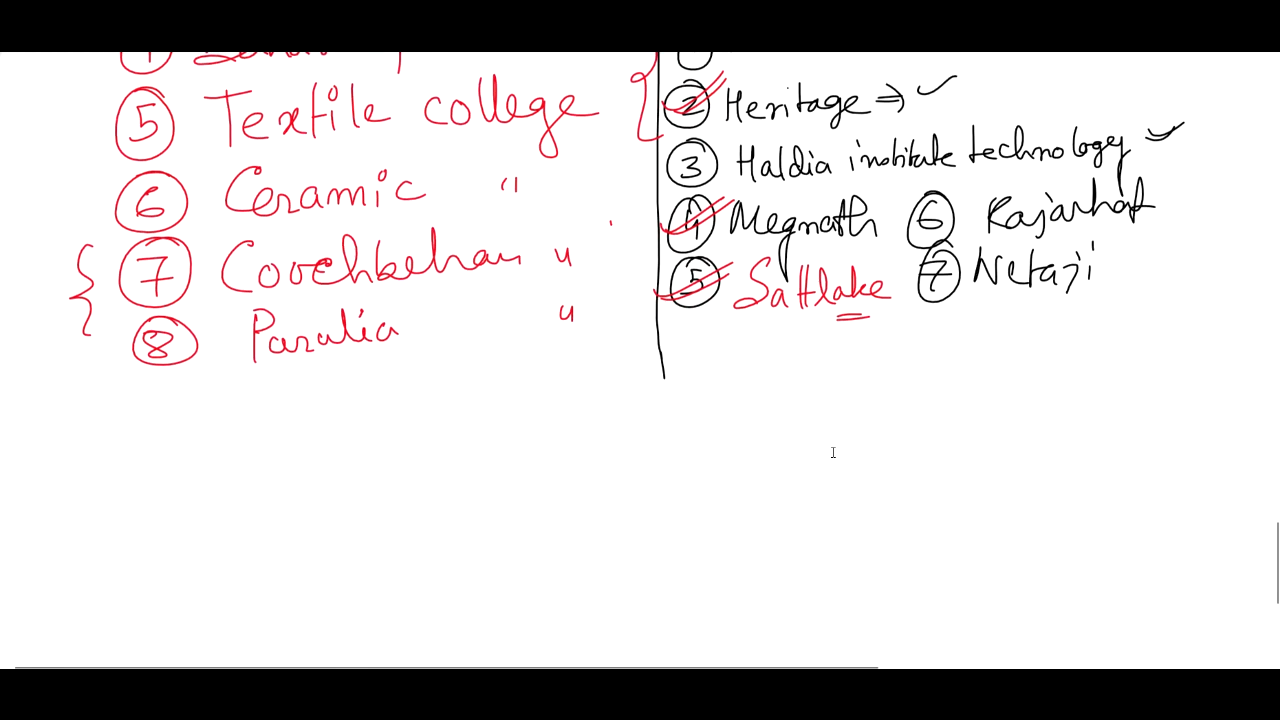 ⑤ Textile college
⑥ Ceramic "
⑦ Coochbehar "
⑧ Paralia "
② Heritage ⇒ ✓
③ Haldia institute technology ✓
④ Megnath ⑥ Rajarhat
⑤ Saltlake ⑦ Netaji